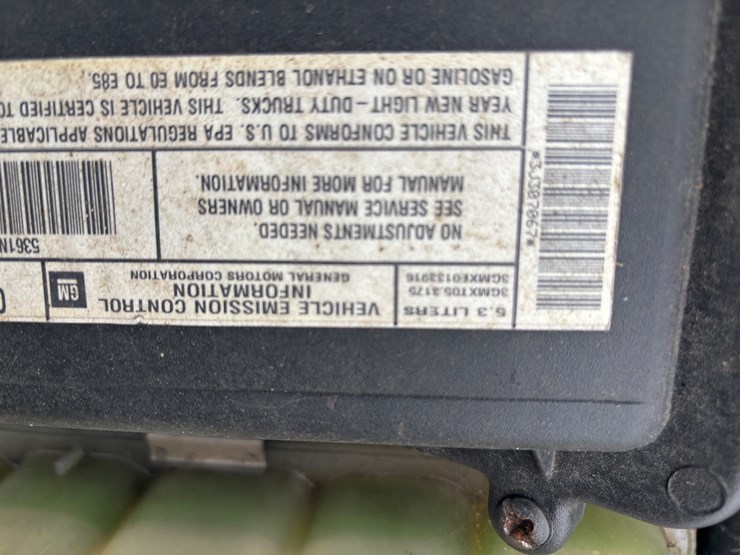 5.3 LITERS
3GMXT05.3175
3GMXE0133916
VEHICLE EMISSION CONTROL
INFORMATION
GENERAL MOTORS CORPORATION
GM
NO ADJUSTMENTS NEEDED.
SEE SERVICE MANUAL OR OWNERS
MANUAL FOR MORE INFORMATION.
5361N
THIS VEHICLE CONFORMS TO U.S. EPA REGULATIONS APPLICABLE
YEAR NEW LIGHT-DUTY TRUCKS. THIS VEHICLE IS CERTIFIED TO
GASOLINE OR ON ETHANOL BLENDS FROM E0 TO E85.
*3J387067*